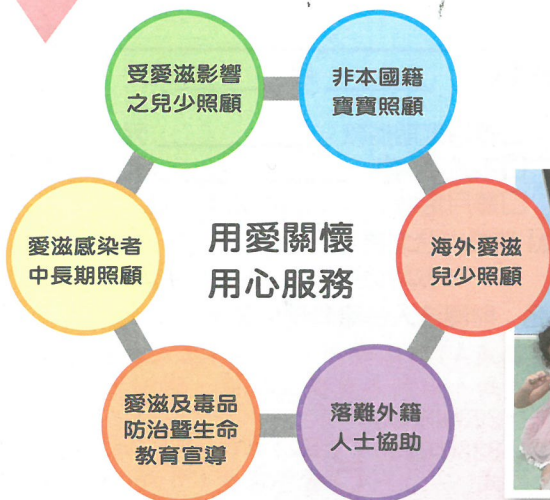 受愛滋影響
之兒少照顧
非本國籍
寶寶照顧
愛滋感染者
中長期照顧
用愛關懷
用心服務
海外愛滋
兒少照顧
愛滋及毒品
防治暨生命
教育宣導
落難外籍
人士協助